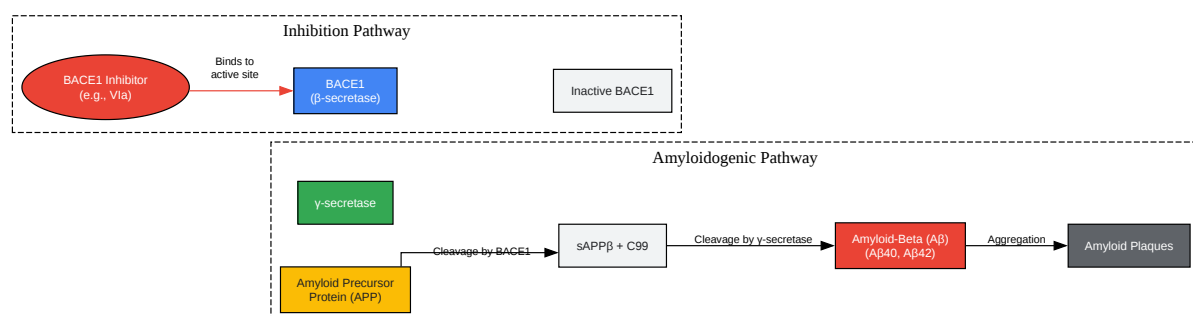 Inhibition Pathway
BACE1 Inhibitor
(e.g., VIa)
Binds to
active site
BACE1
(β-secretase)
Inactive BACE1
Amyloidogenic Pathway
γ-secretase
Amyloid Precursor
Protein (APP)
Cleavage by BACE1
sAPPβ + C99
Cleavage by γ-secretase
Amyloid-Beta (Aβ)
(Aβ40, Aβ42)
Aggregation
Amyloid Plaques